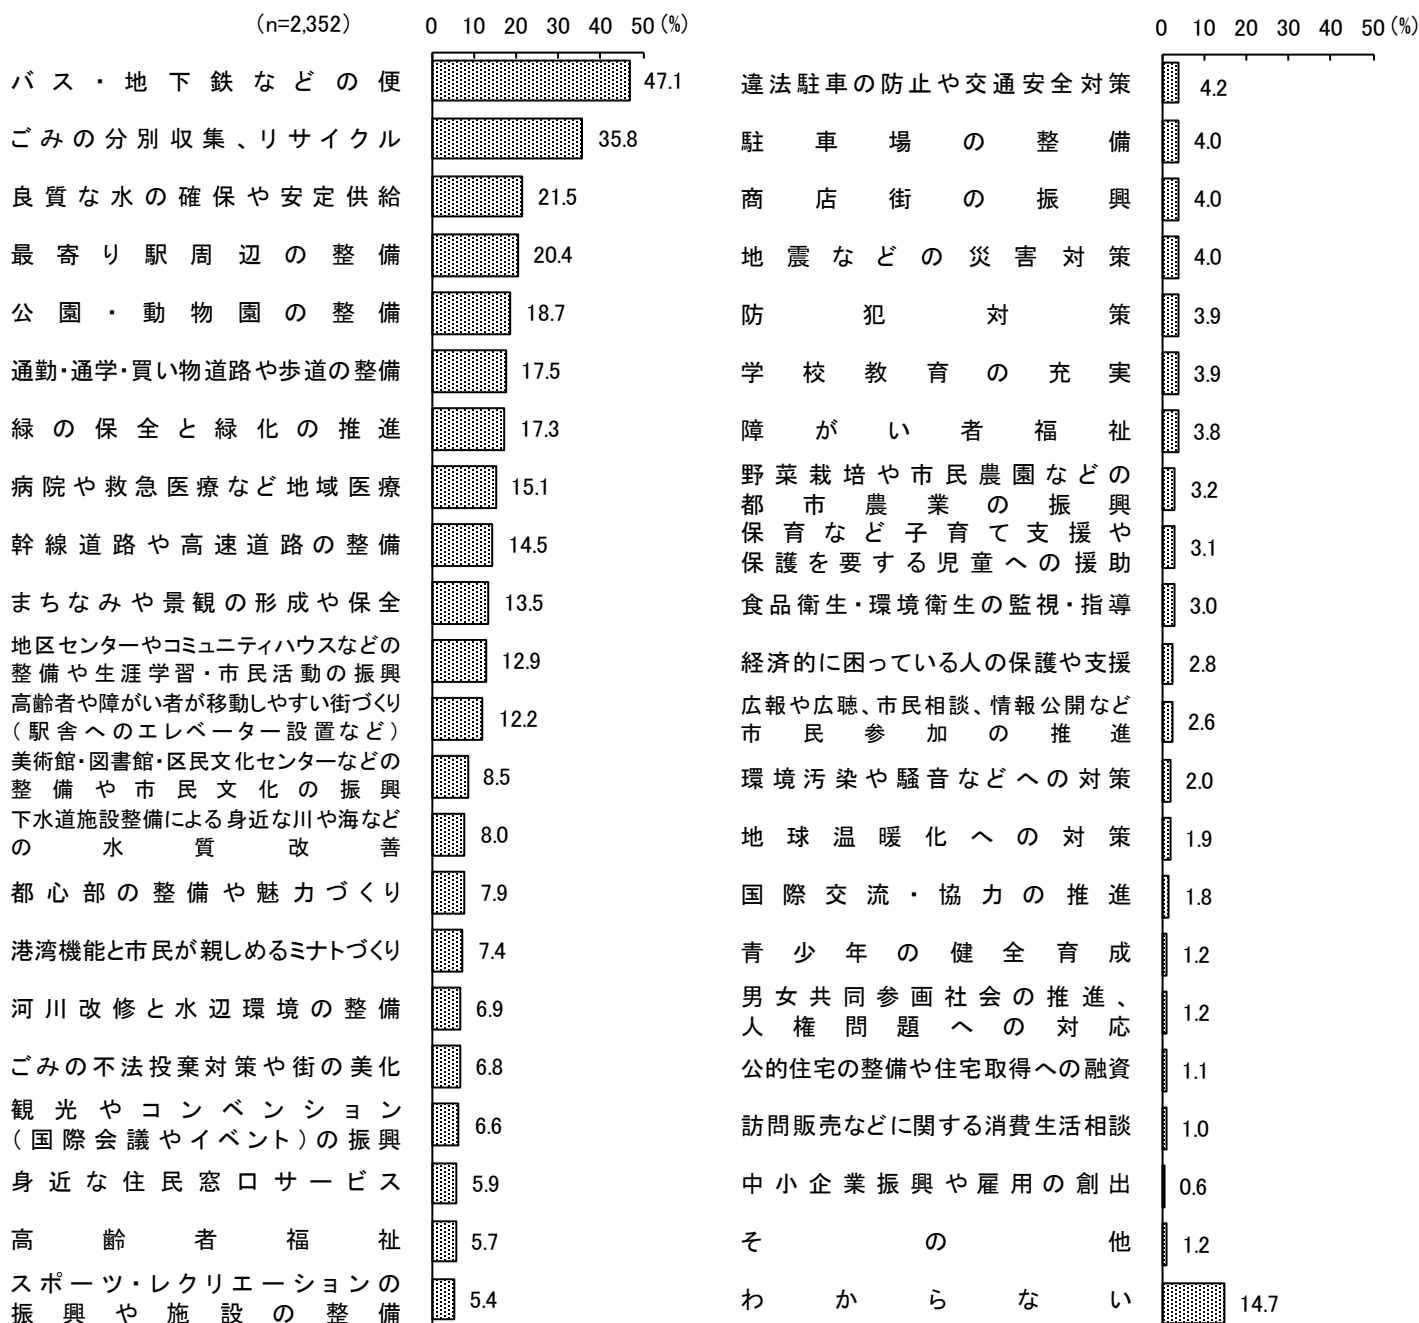 (n=2,352)
0 10 20 30 40 50 (%)
バス・地下鉄などの便 47.1
ごみの分別収集、リサイクル 35.8
良質な水の確保や安定供給 21.5
最寄り駅周辺の整備 20.4
公園・動物園の整備 18.7
通勤・通学・買い物道路や歩道の整備 17.5
緑の保全と緑化の推進 17.3
病院や救急医療など地域医療 15.1
幹線道路や高速道路の整備 14.5
まちなみや景観の形成や保全 13.5
地区センターやコミュニティハウスなどの
整備や生涯学習・市民活動の振興 12.9
高齢者や障がい者が移動しやすい街づくり
(駅舎へのエレベーター設置など) 12.2
美術館・図書館・区民文化センターなどの
整備や市民文化の振興 8.5
下水道施設整備による身近な川や海など
の水質改善 8.0
都心部の整備や魅力づくり 7.9
港湾機能と市民が親しめるミナトづくり 7.4
河川改修と水辺環境の整備 6.9
ごみの不法投棄対策や街の美化 6.8
観光やコンベンション
(国際会議やイベント)の振興 6.6
身近な住民窓口サービス 5.9
高齢者福祉 5.7
スポーツ・レクリエーションの
振興や施設の整備 5.4
0 10 20 30 40 50 (%)
違法駐車の防止や交通安全対策 4.2
駐車場の整備 4.0
商店街の振興 4.0
地震などの災害対策 4.0
防犯対策 3.9
学校教育の充実 3.9
障がい者福祉 3.8
野菜栽培や市民農園などの
都市農業の振興 3.2
保育など子育て支援や
保護を要する児童への援助 3.1
食品衛生・環境衛生の監視・指導 3.0
経済的に困っている人の保護や支援 2.8
広報や広聴、市民相談、情報公開など
市民参加の推進 2.6
環境汚染や騒音などへの対策 2.0
地球温暖化への対策 1.9
国際交流・協力の推進 1.8
青少年の健全育成 1.2
男女共同参画社会の推進、
人権問題への対応 1.2
公的住宅の整備や住宅取得への融資 1.1
訪問販売などに関する消費生活相談 1.0
中小企業振興や雇用の創出 0.6
その他 1.2
わからない 14.7